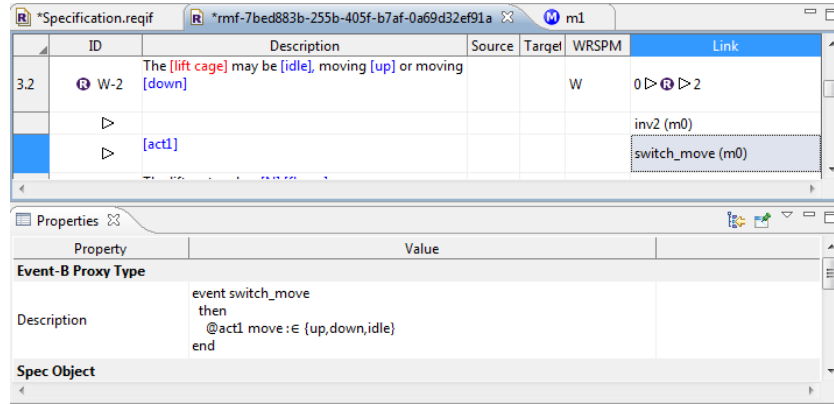 *Specification.reqif *rmf-7bed883b-255b-405f-b7af-0a69d32ef91a m1
ID Description Source Target WRSPM Link
3.2 R W-2 The [lift cage] may be [idle], moving [up] or moving
[down] W 0 ▷ R ▷ 2
▷ inv2 (m0)
▷ [act1] switch_move (m0)
Properties
Property Value
Event-B Proxy Type
Description event switch_move
then
@act1 move :∈ {up,down,idle}
end
Spec Object